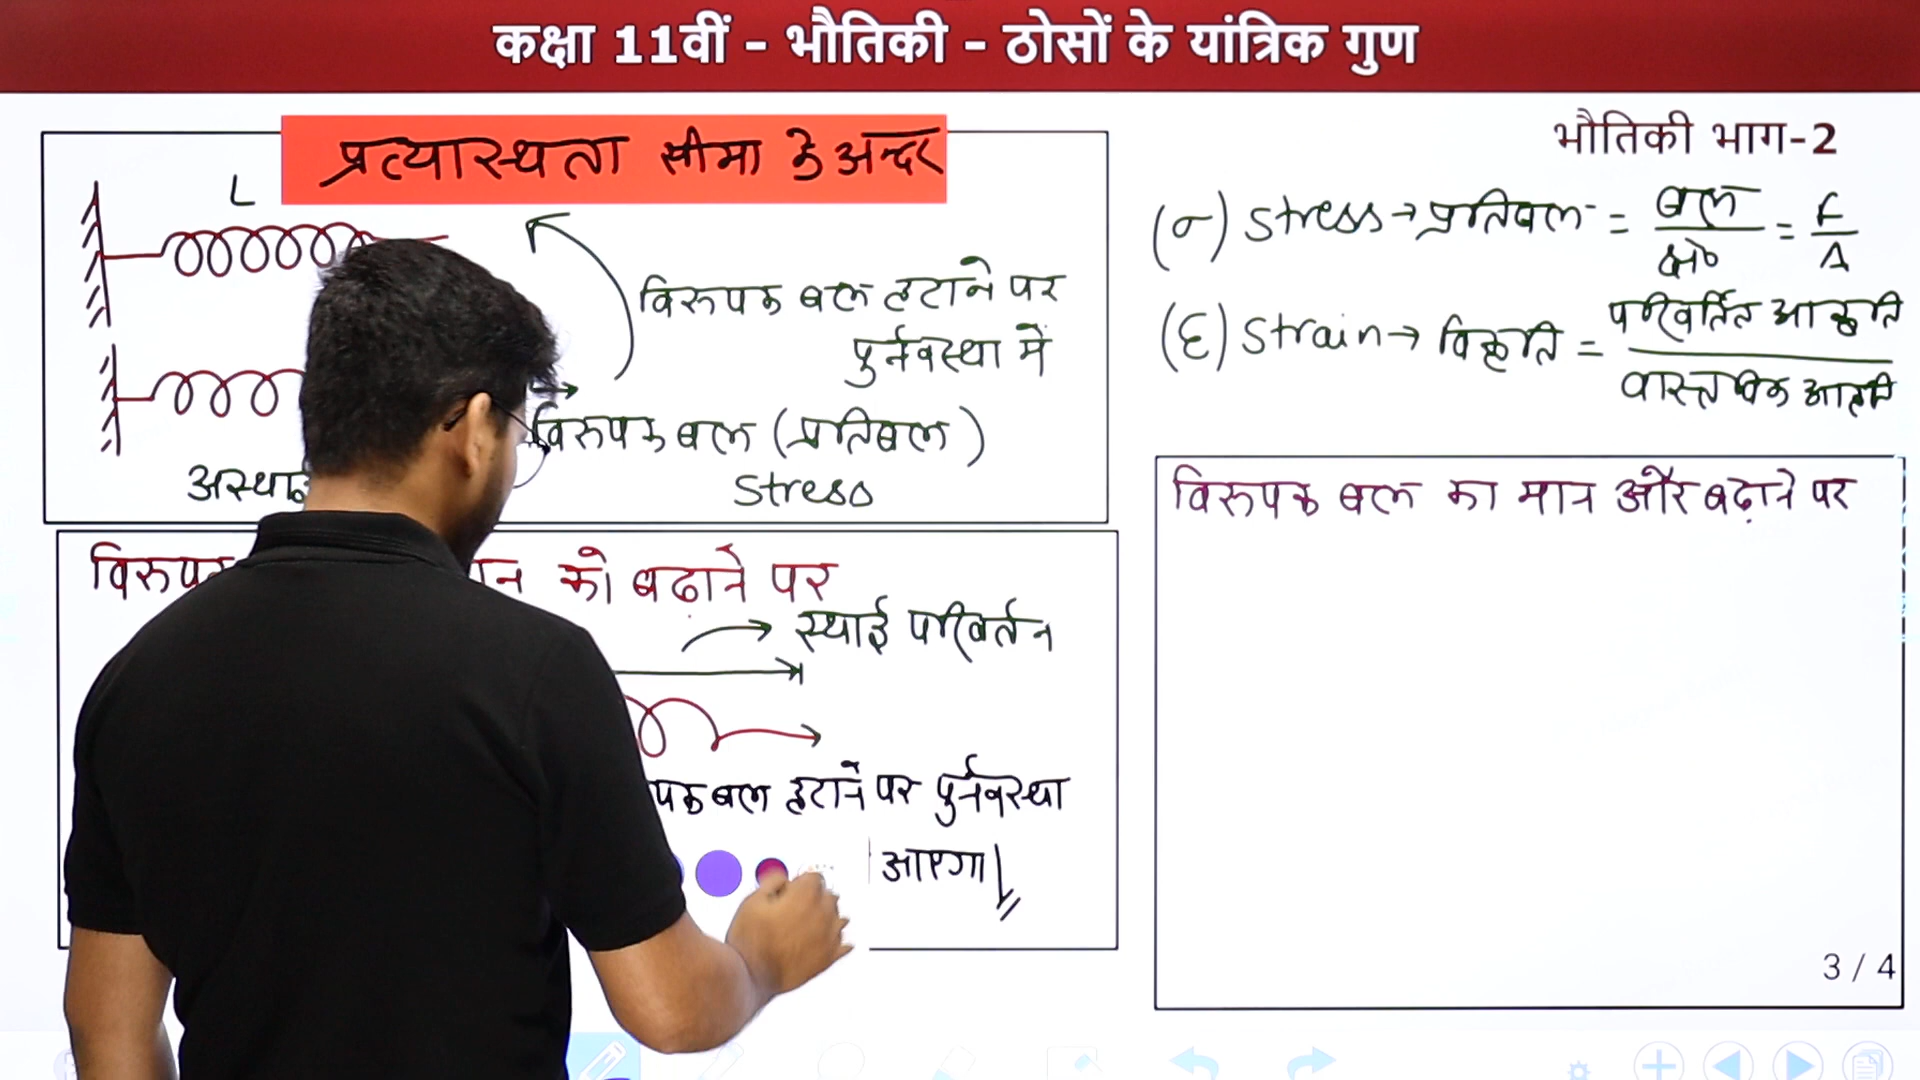 कक्षा 11वीं - भौतिकी - ठोसों के यांत्रिक गुण
प्रत्यास्थता सीमा के अन्दर
L
विरूपक बल हटाने पर
पुर्नवस्था में
विरूपक बल (प्रतिबल)
Stress
को बढ़ाने पर
स्थाई परिवर्तन
बल हटाने पर पुर्नवस्था
आएगा
भौतिकी भाग-2
(σ) Stress → प्रतिबल = बल/क्षे० = F/A
(ε) Strain → विकृति = परिवर्तित आकृति/वास्तविक आकृति
विरूपक बल का मान और बढ़ाने पर
3 / 4